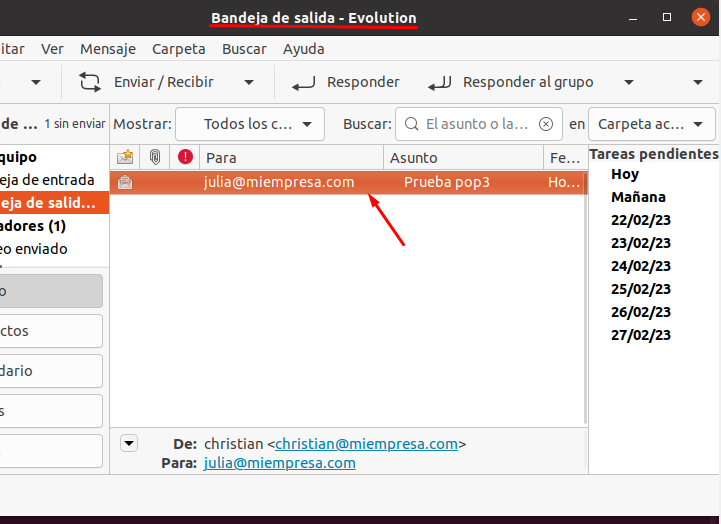 Bandeja de salida - Evolution
itar Ver Mensaje Carpeta Buscar Ayuda
Enviar / Recibir Responder Responder al grupo
de ... 1 sin enviar Mostrar: Todos los c... Buscar: El asunto o la... en Carpeta ac...
quipo Para Asunto Fe... Tareas pendientes
eja de entrada julia@miempresa.com Prueba pop3 Ho... Hoy
eja de salid... Mañana
adores (1) 22/02/23
eo enviado 23/02/23
24/02/23
o 25/02/23
ctos 26/02/23
27/02/23
dario
s
De: christian <christian@miempresa.com>
Para: julia@miempresa.com